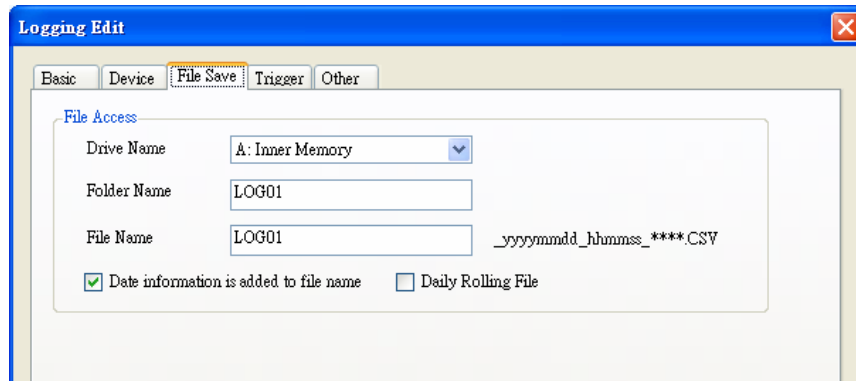 Logging Edit
Basic Device File Save Trigger Other
File Access
Drive Name A: Inner Memory
Folder Name LOG01
File Name LOG01 _yyyymmdd_hhmmss_****.CSV
Date information is added to file name Daily Rolling File